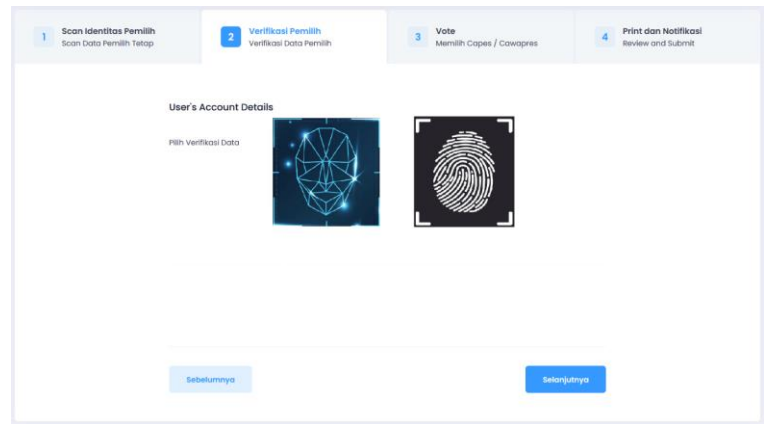 1
Scan Identitas Pemilih
Scan Data Pemilih Tetap
2
Verifikasi Pemilih
Verifikasi Data Pemilih
3
Vote
Memilih Capes / Cawapres
4
Print dan Notifikasi
Review and Submit
User's Account Details
Pilih Verifikasi Data
Sebelumnya
Selanjutnya